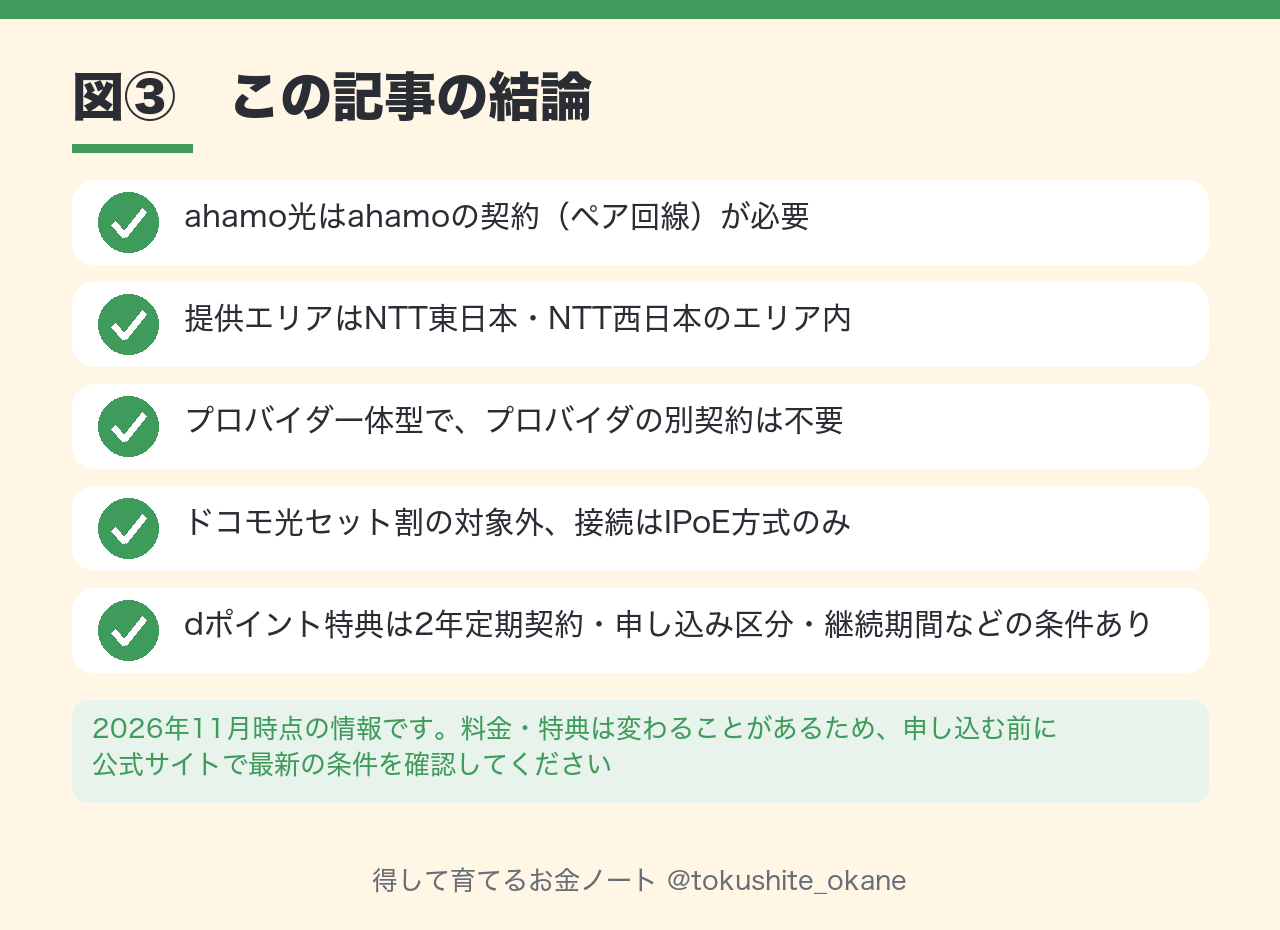 図③　この記事の結論
ahamo光はahamoの契約（ペア回線）が必要
提供エリアはNTT東日本・NTT西日本のエリア内
プロバイダ一体型で、プロバイダの別契約は不要
ドコモ光セット割の対象外、接続はIPoE方式のみ
dポイント特典は2年定期契約・申し込み区分・継続期間などの条件あり
2026年11月時点の情報です。料金・特典は変わることがあるため、申し込む前に
公式サイトで最新の条件を確認してください
得して育てるお金ノート @tokushite_okane